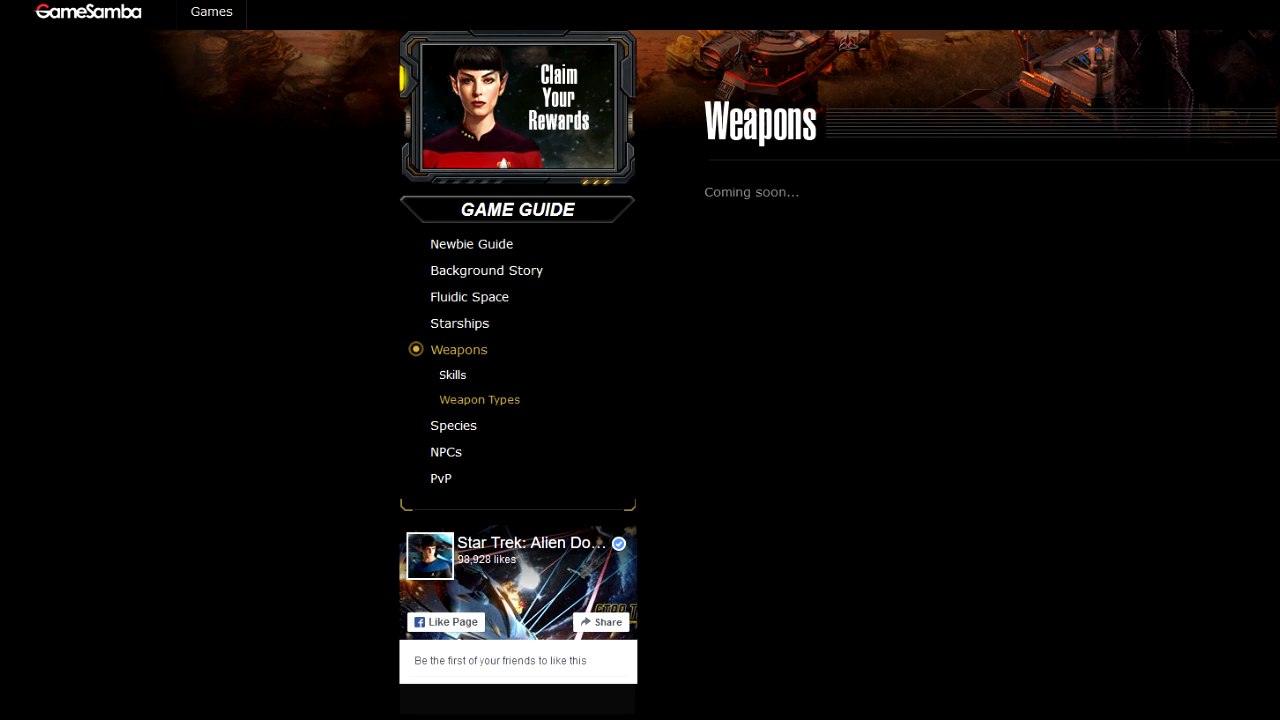 GameSamba
Games
Claim
Your
Rewards
Weapons
Coming soon...
GAME GUIDE
Newbie Guide
Background Story
Fluidic Space
Starships
Weapons
Skills
Weapon Types
Species
NPCs
PvP
Star Trek: Alien Do...
98,928 likes
STAR T
Like Page
Share
Be the first of your friends to like this